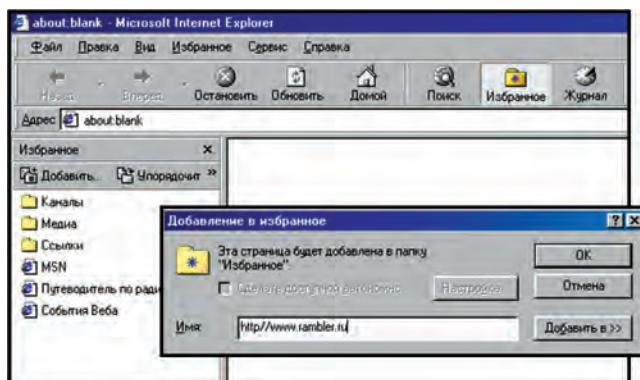 about:blank - Microsoft Internet Explorer
Файл Правка Вид Избранное Сервис Справка
Назад Вперед Остановить Обновить Домой Поиск Избранное Журнал
Адрес about:blank
Избранное ×
Добавить... Упорядочит »
Каналы
Медиа
Ссылки
MSN
Путеводитель по ради
События Веба
Добавление в избранное ? ×
Эта страница будет добавлена в папку
"Избранное".
OK
Сделать доступной автономно Настройка
Отмена
Имя: http//www.rambler.ru Добавить в >>